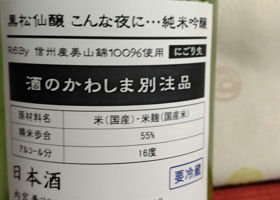 黒松仙醸 こんな夜に…純米吟醸
R6By 信州産美山錦100%使用 にごり生
酒のかわしま別注品
原材料名 米(国産)・米麹(国産米)
精米歩合 55%
アルコール分 16度
日本酒 要冷蔵